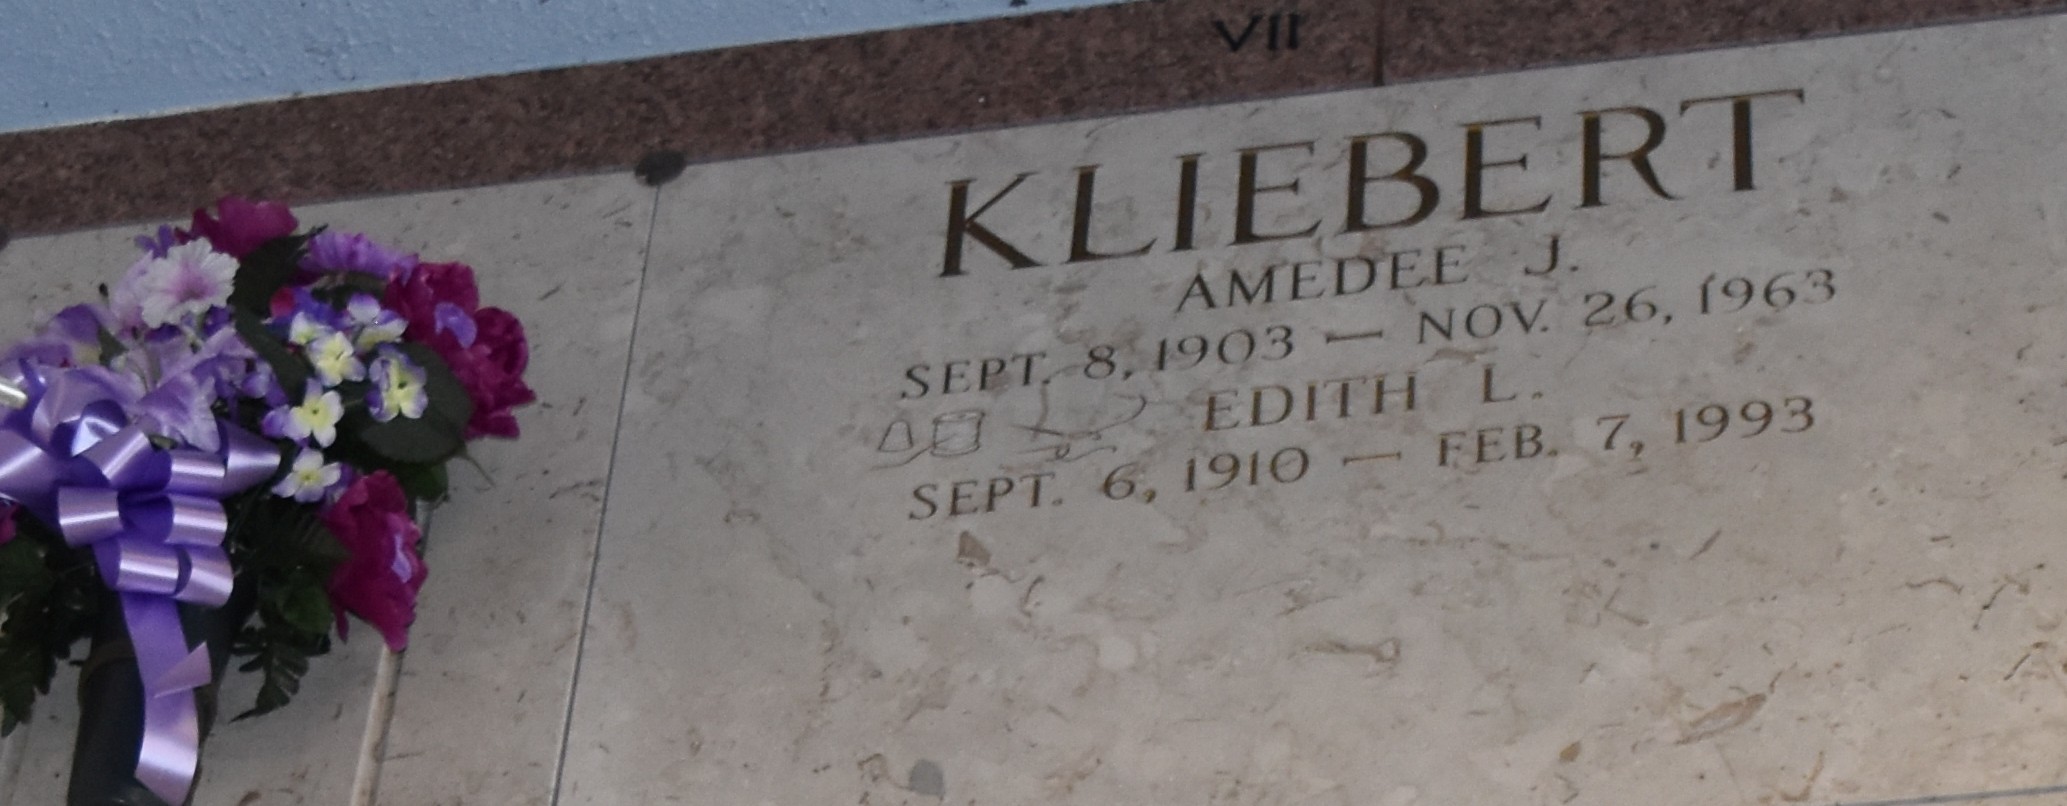 VII
KLIEBERT
AMEDEE J.
SEPT. 8, 1903 — NOV. 26, 1963
EDITH L.
SEPT. 6, 1910 — FEB. 7, 1993